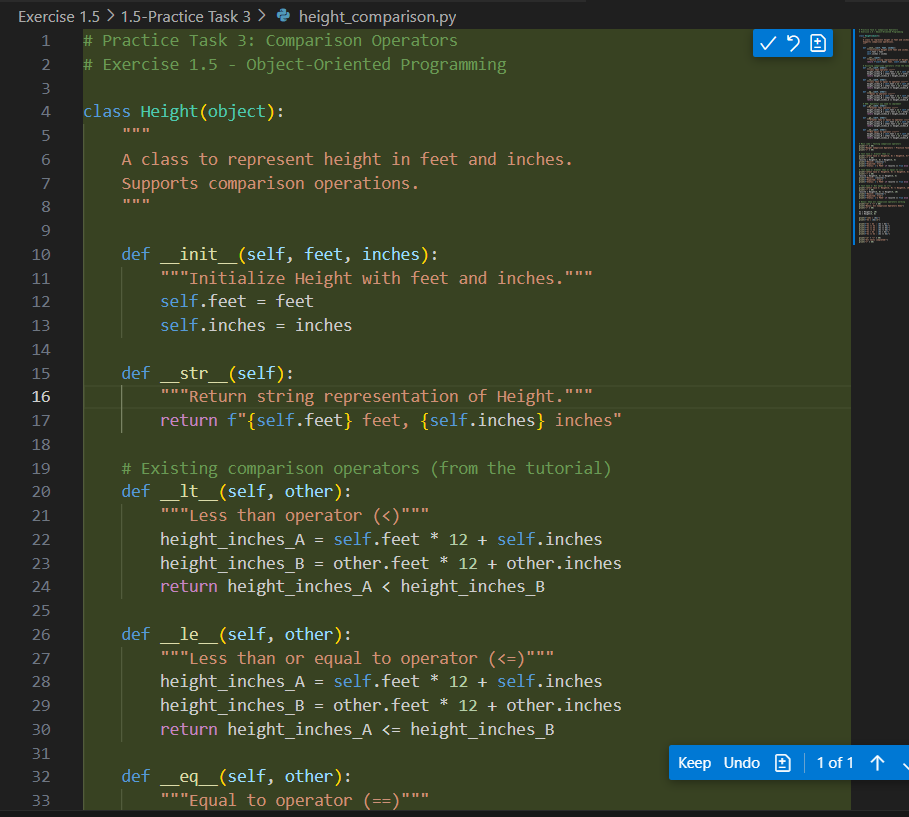 Exercise 1.5 > 1.5-Practice Task 3 > height_comparison.py
1 # Practice Task 3: Comparison Operators
2 # Exercise 1.5 - Object-Oriented Programming
3
4 class Height(object):
5     """
6     A class to represent height in feet and inches.
7     Supports comparison operations.
8     """
9
10     def __init__(self, feet, inches):
11         """Initialize Height with feet and inches."""
12         self.feet = feet
13         self.inches = inches
14
15     def __str__(self):
16         """Return string representation of Height."""
17         return f"{self.feet} feet, {self.inches} inches"
18
19     # Existing comparison operators (from the tutorial)
20     def __lt__(self, other):
21         """Less than operator (<)"""
22         height_inches_A = self.feet * 12 + self.inches
23         height_inches_B = other.feet * 12 + other.inches
24         return height_inches_A < height_inches_B
25
26     def __le__(self, other):
27         """Less than or equal to operator (<=)"""
28         height_inches_A = self.feet * 12 + self.inches
29         height_inches_B = other.feet * 12 + other.inches
30         return height_inches_A <= height_inches_B
31
32     def __eq__(self, other):
33         """Equal to operator (==)"""
Keep Undo 1 of 1